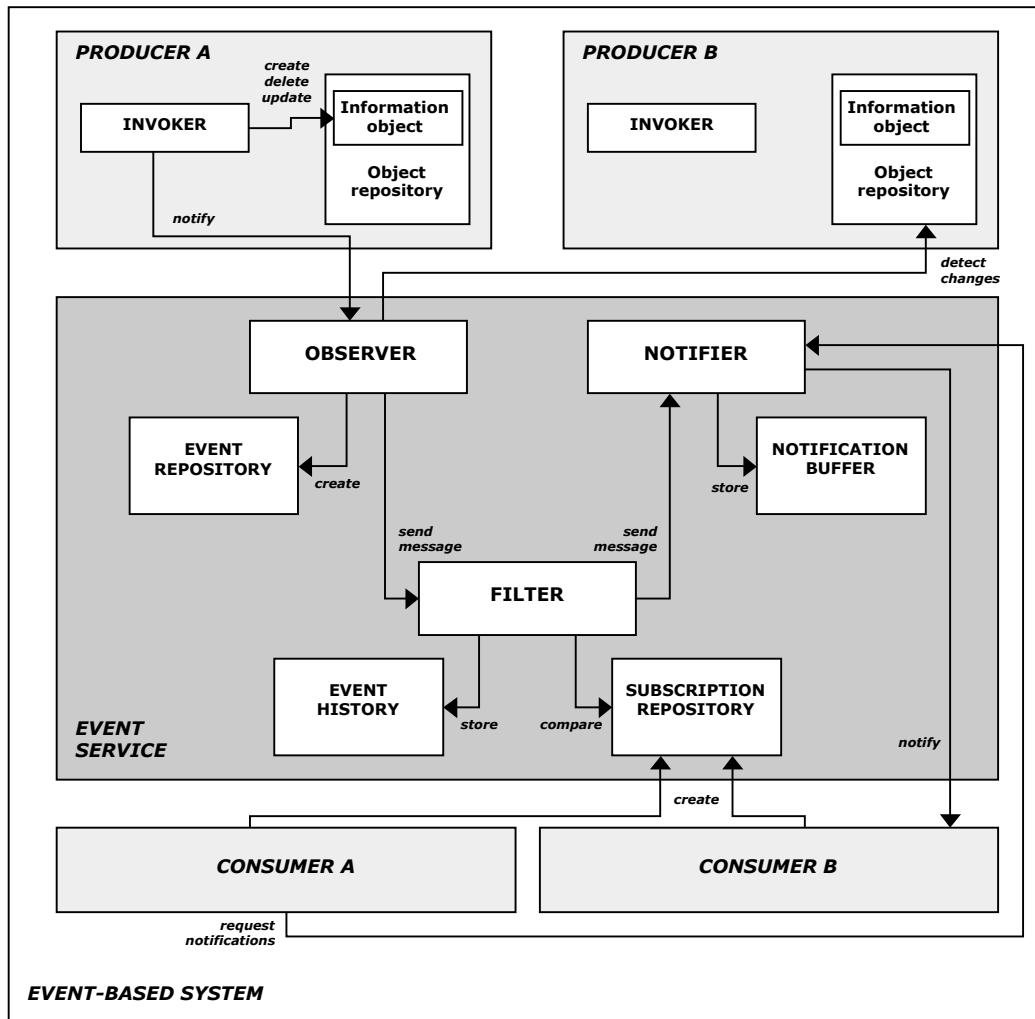 PRODUCER A
create
delete
update
INVOKER
Information
object
Object
repository
notify
PRODUCER B
INVOKER
Information
object
Object
repository
detect
changes
OBSERVER
NOTIFIER
EVENT
REPOSITORY
create
NOTIFICATION
BUFFER
store
send
message
send
message
FILTER
EVENT
HISTORY
store
compare
SUBSCRIPTION
REPOSITORY
EVENT
SERVICE
notify
create
CONSUMER A
CONSUMER B
request
notifications
EVENT-BASED SYSTEM